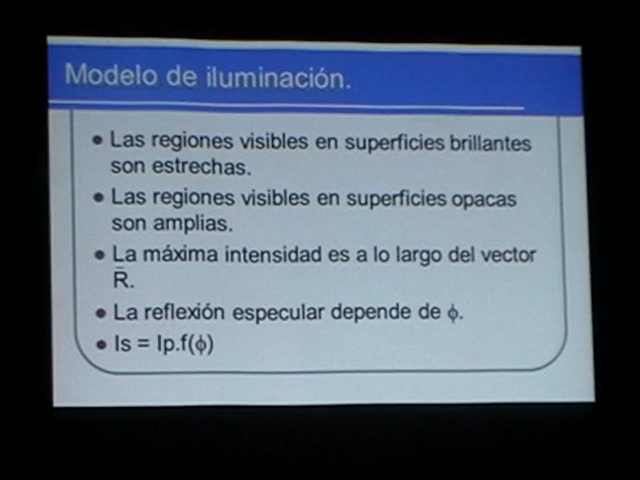 Modelo de iluminación.
● Las regiones visibles en superficies brillantes
son estrechas.
● Las regiones visibles en superficies opacas
son amplias.
● La máxima intensidad es a lo largo del vector
R̅.
● La reflexión especular depende de ϕ.
● Is = Ip.f(ϕ)